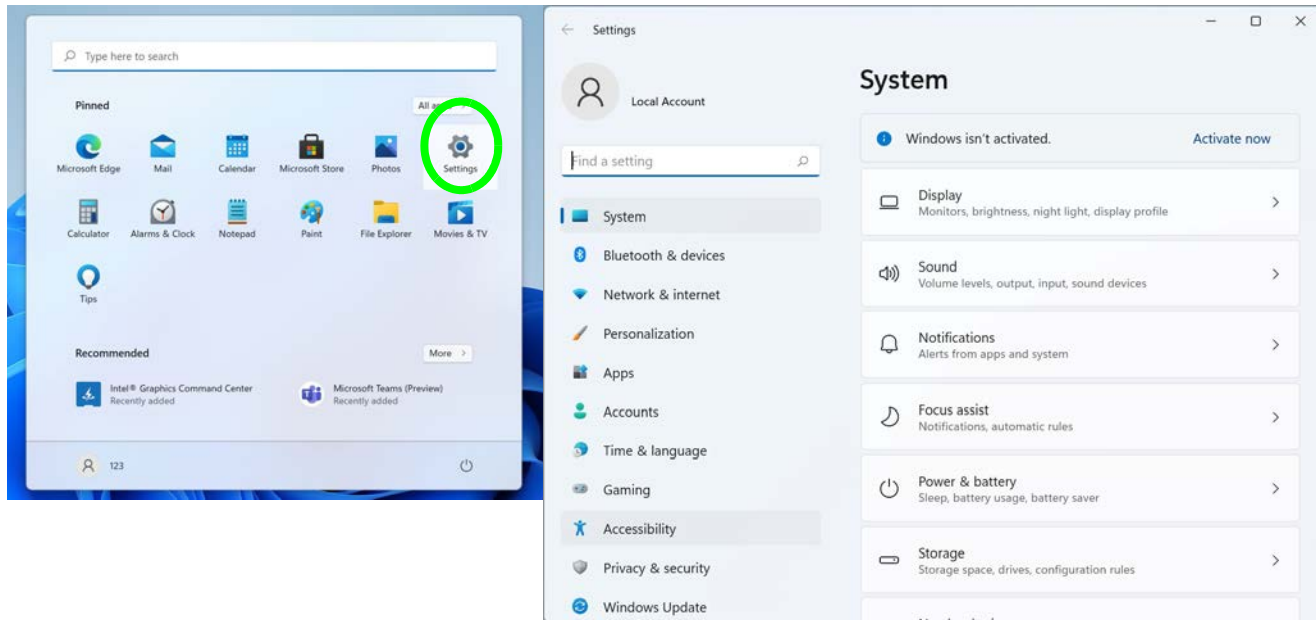 Type here to search
Pinned
All
Microsoft Edge
Mail
Calendar
Microsoft Store
Photos
Settings
Calculator
Alarms & Clock
Notepad
Paint
File Explorer
Movies & TV
Tips
Recommended
More
Intel® Graphics Command Center
Recently added
Microsoft Teams (Preview)
Recently added
123
Settings
Local Account
Find a setting
System
Bluetooth & devices
Network & internet
Personalization
Apps
Accounts
Time & language
Gaming
Accessibility
Privacy & security
Windows Update
System
Windows isn't activated.
Activate now
Display
Monitors, brightness, night light, display profile
Sound
Volume levels, output, input, sound devices
Notifications
Alerts from apps and system
Focus assist
Notifications, automatic rules
Power & battery
Sleep, battery usage, battery saver
Storage
Storage space, drives, configuration rules